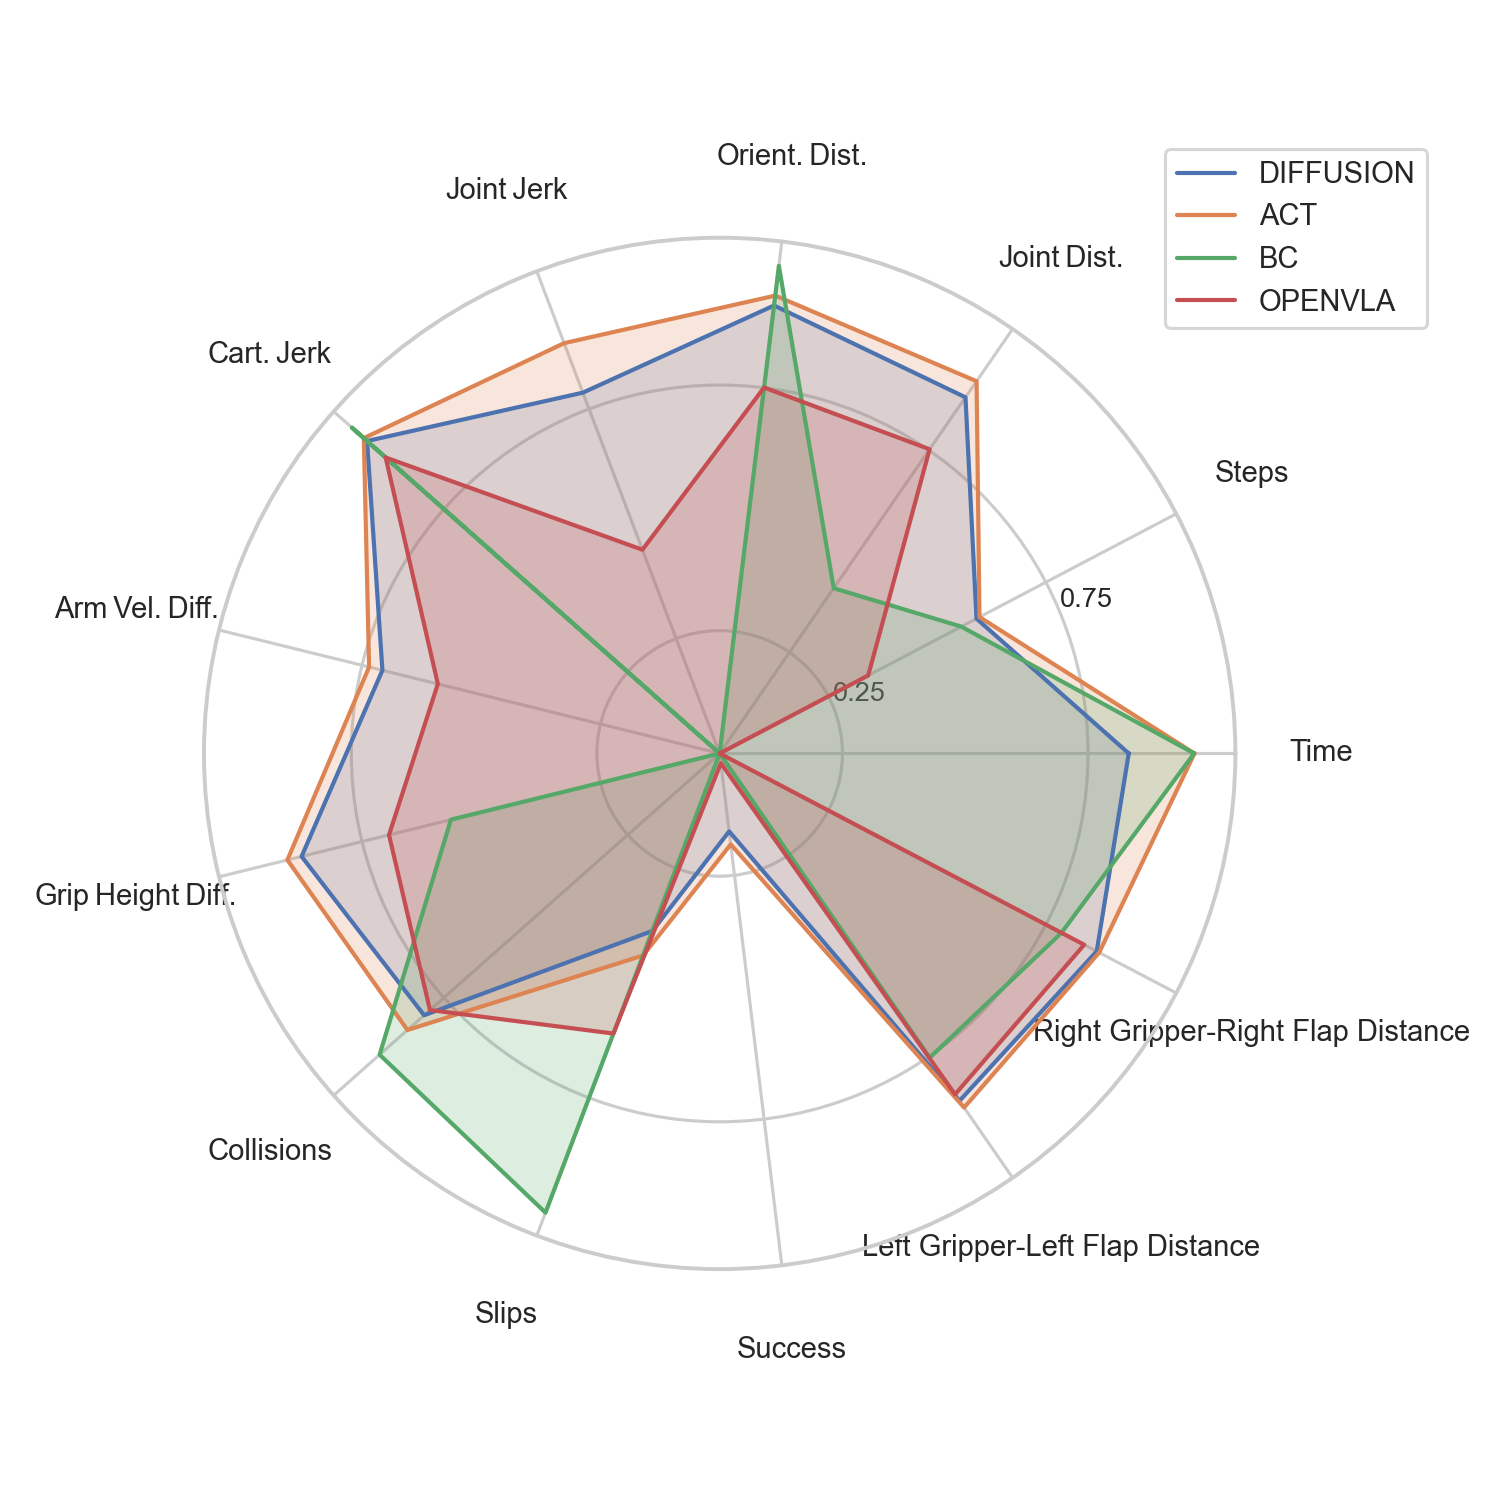 Orient. Dist.
Joint Jerk
Joint Dist.
Cart. Jerk
Steps
Arm Vel. Diff.
0.75
0.25
Time
Grip Height Diff.
Right Gripper-Right Flap Distance
Collisions
Left Gripper-Left Flap Distance
Slips
Success
DIFFUSION
ACT
BC
OPENVLA